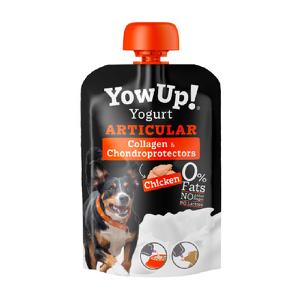 YowUp!
Yogurt
ARTICULAR
Collagen &
Chondroprotectors
Chicken
0%
Fats
NO
NO Lactose